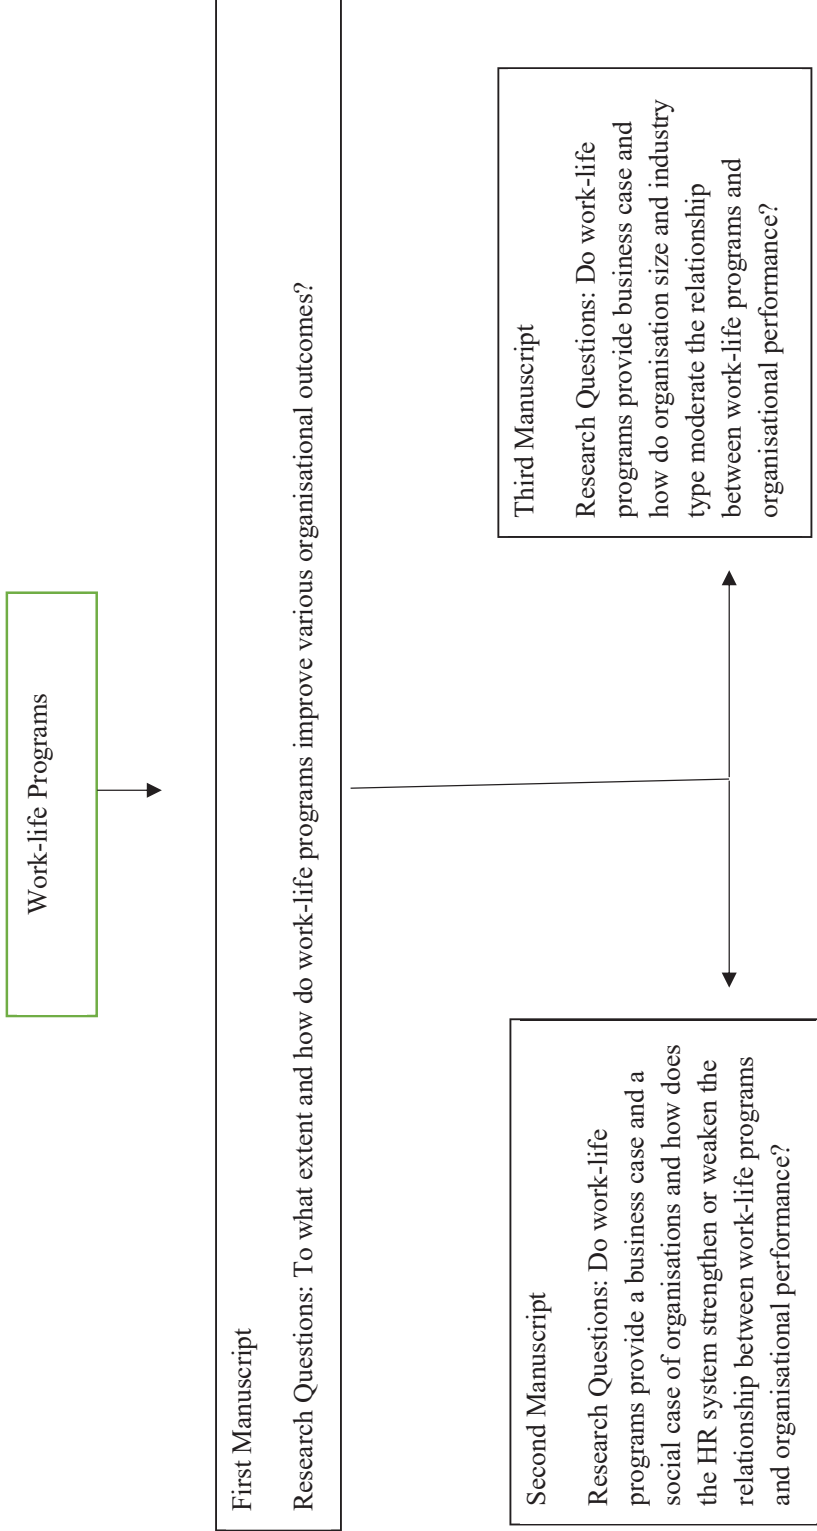 Work-life Programs
First Manuscript
Research Questions: To what extent and how do work-life programs improve various organisational outcomes?
Second Manuscript
Research Questions: Do work-life
programs provide a business case and a
social case of organisations and how does
the HR system strengthen or weaken the
relationship between work-life programs
and organisational performance?
Third Manuscript
Research Questions: Do work-life
programs provide business case and
how do organisation size and industry
type moderate the relationship
between work-life programs and
organisational performance?